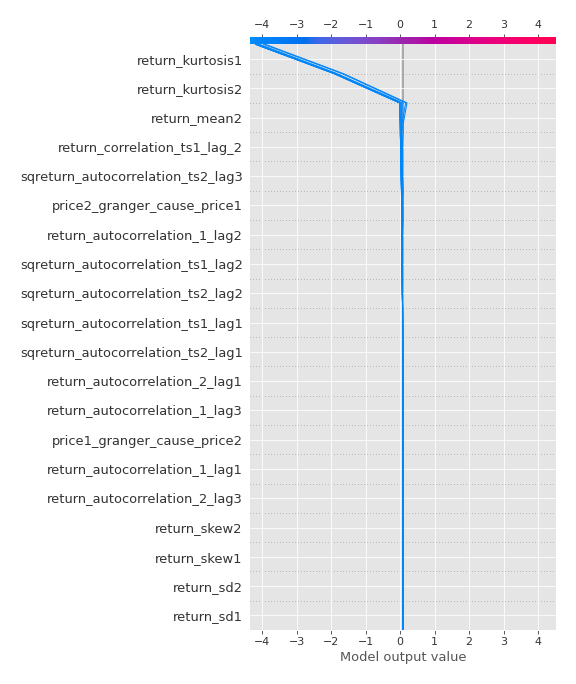 −4 −3 −2 −1 0 1 2 3 4
return_kurtosis1
return_kurtosis2
return_mean2
return_correlation_ts1_lag_2
sqreturn_autocorrelation_ts2_lag3
price2_granger_cause_price1
return_autocorrelation_1_lag2
sqreturn_autocorrelation_ts1_lag2
sqreturn_autocorrelation_ts2_lag2
sqreturn_autocorrelation_ts1_lag1
sqreturn_autocorrelation_ts2_lag1
return_autocorrelation_2_lag1
return_autocorrelation_1_lag3
price1_granger_cause_price2
return_autocorrelation_1_lag1
return_autocorrelation_2_lag3
return_skew2
return_skew1
return_sd2
return_sd1
−4 −3 −2 −1 0 1 2 3 4
Model output value